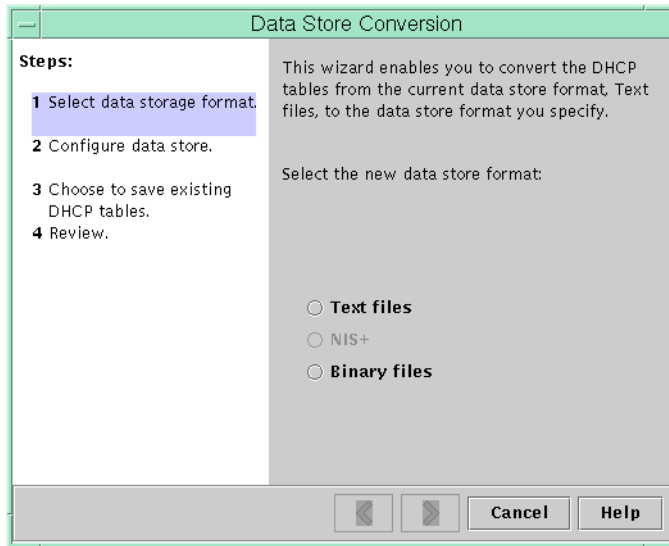 Data Store Conversion
Steps:
1 Select data storage format.
2 Configure data store.
3 Choose to save existing
DHCP tables.
4 Review.
This wizard enables you to convert the DHCP
tables from the current data store format, Text
files, to the data store format you specify.
Select the new data store format:
Text files
NIS+
Binary files
Cancel
Help